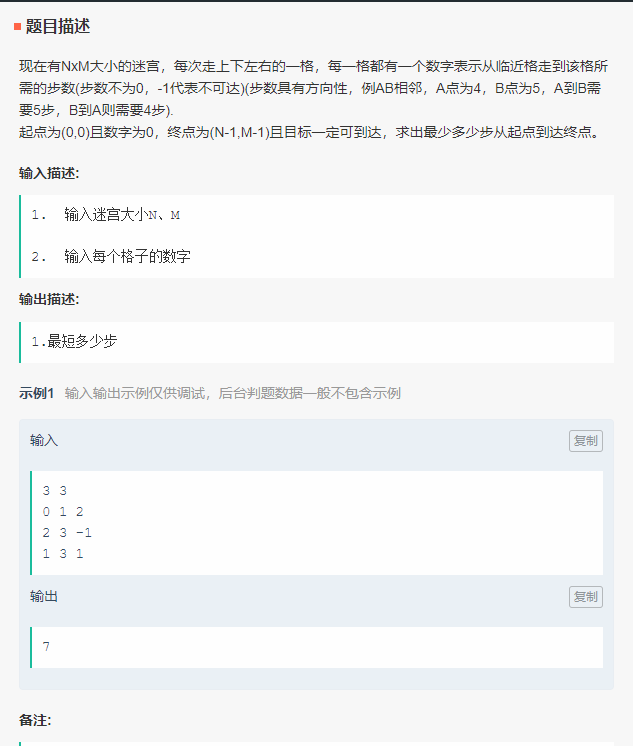 题目描述
现在有NxM大小的迷宫，每次走上下左右的一格，每一格都有一个数字表示从临近格走到该格所
需的步数(步数不为0，-1代表不可达)(步数具有方向性，例AB相邻，A点为4，B点为5，A到B需
要5步，B到A则需要4步).
起点为(0,0)且数字为0，终点为(N-1,M-1)且目标一定可到达，求出最少多少步从起点到达终点。
输入描述:
1. 输入迷宫大小N、M
2. 输入每个格子的数字
输出描述:
1.最短多少步
示例1 输入输出示例仅供调试，后台判题数据一般不包含示例
输入 复制
3 3
0 1 2
2 3 -1
1 3 1
输出 复制
7
备注: